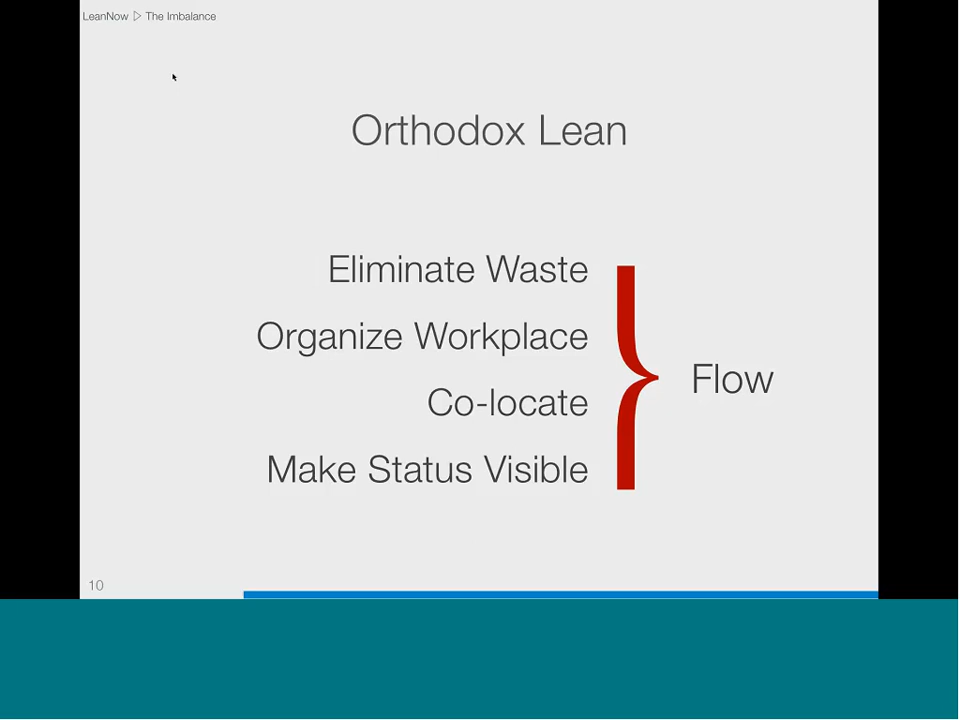 LeanNow ▷ The Imbalance
Orthodox Lean
Eliminate Waste
Organize Workplace
Co-locate
Make Status Visible
Flow
10